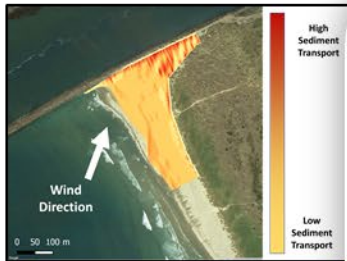 High
Sediment
Transport
Wind
Direction
0 50 100 m
Low
Sediment
Transport